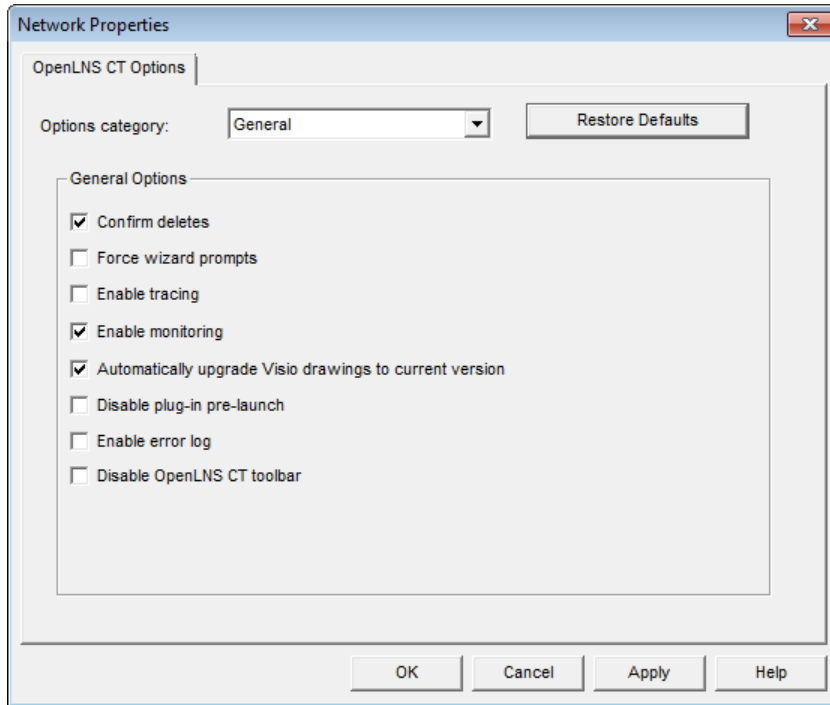 Network Properties
OpenLNS CT Options
Options category: General Restore Defaults
General Options
Confirm deletes
Force wizard prompts
Enable tracing
Enable monitoring
Automatically upgrade Visio drawings to current version
Disable plug-in pre-launch
Enable error log
Disable OpenLNS CT toolbar
OK Cancel Apply Help